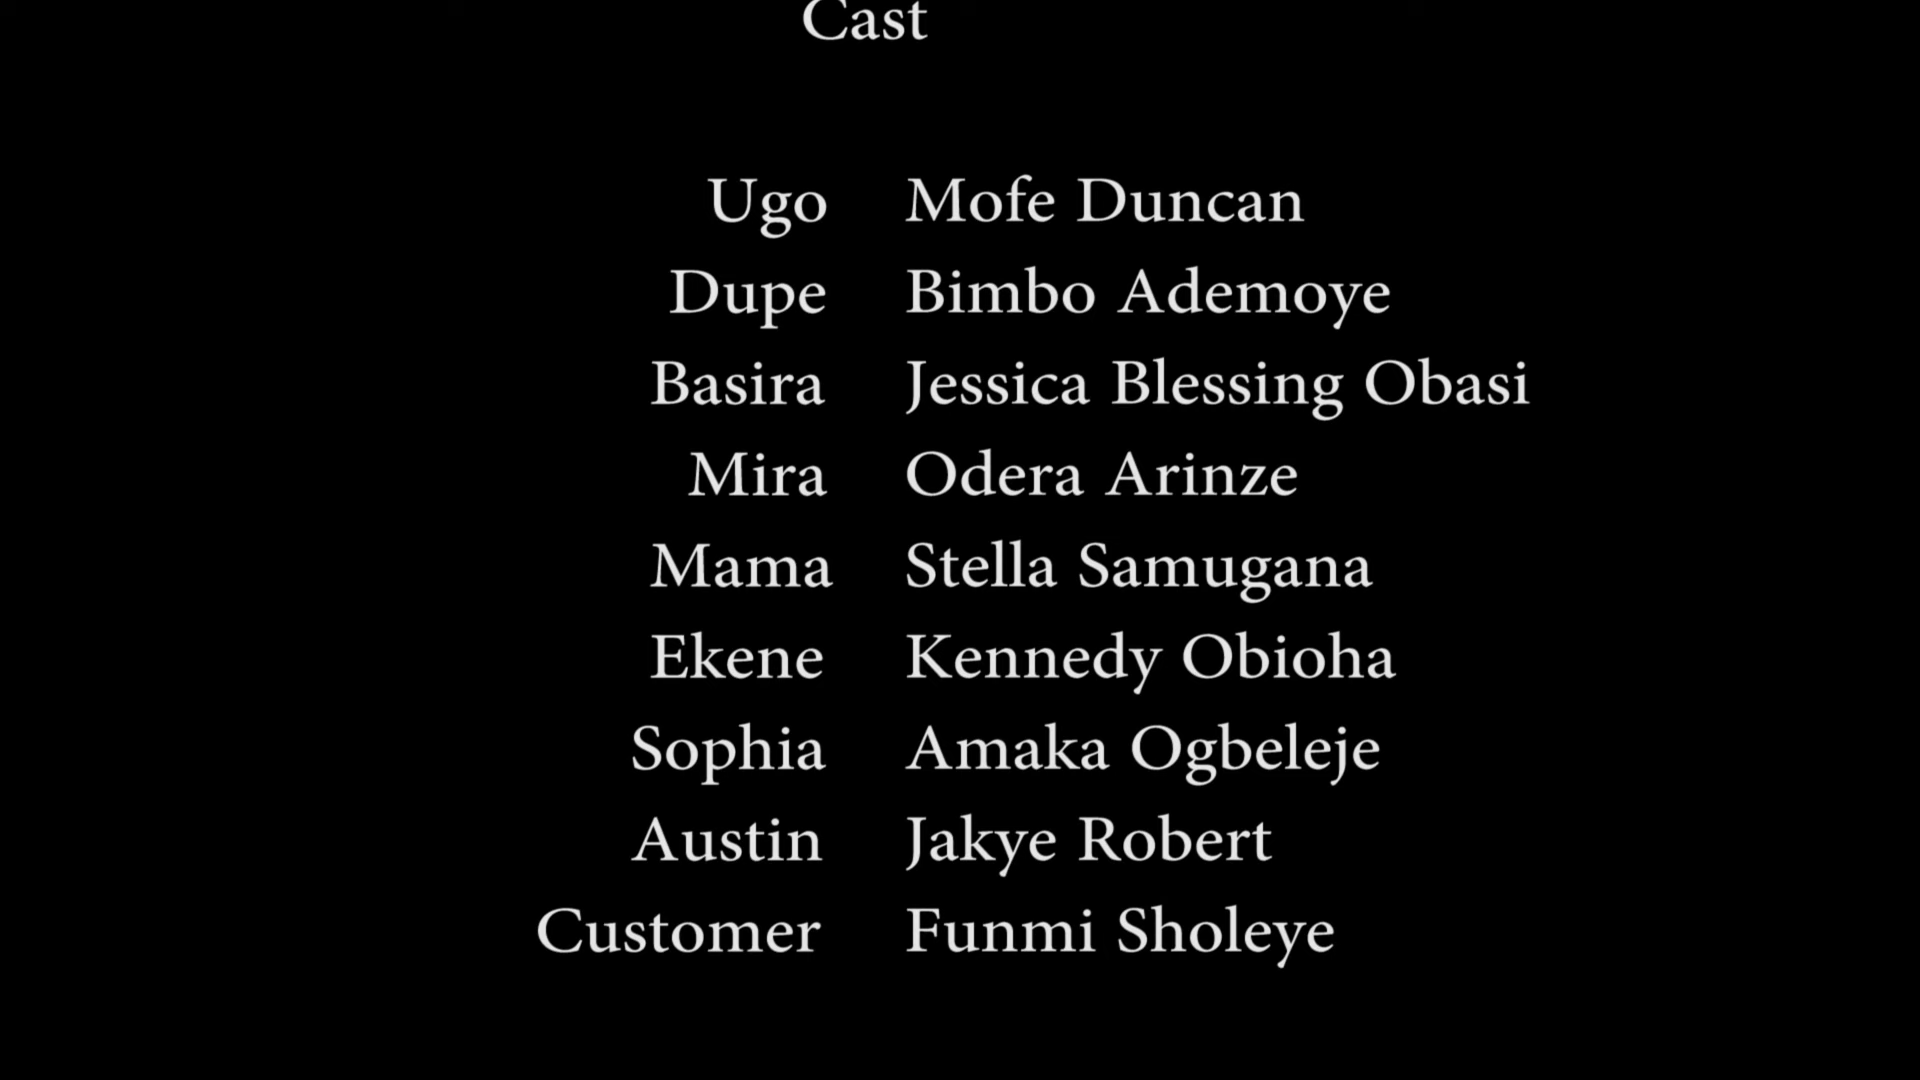 Cast
Ugo Mofe Duncan
Dupe Bimbo Ademoye
Basira Jessica Blessing Obasi
Mira Odera Arinze
Mama Stella Samugana
Ekene Kennedy Obioha
Sophia Amaka Ogbeleje
Austin Jakye Robert
Customer Funmi Sholeye